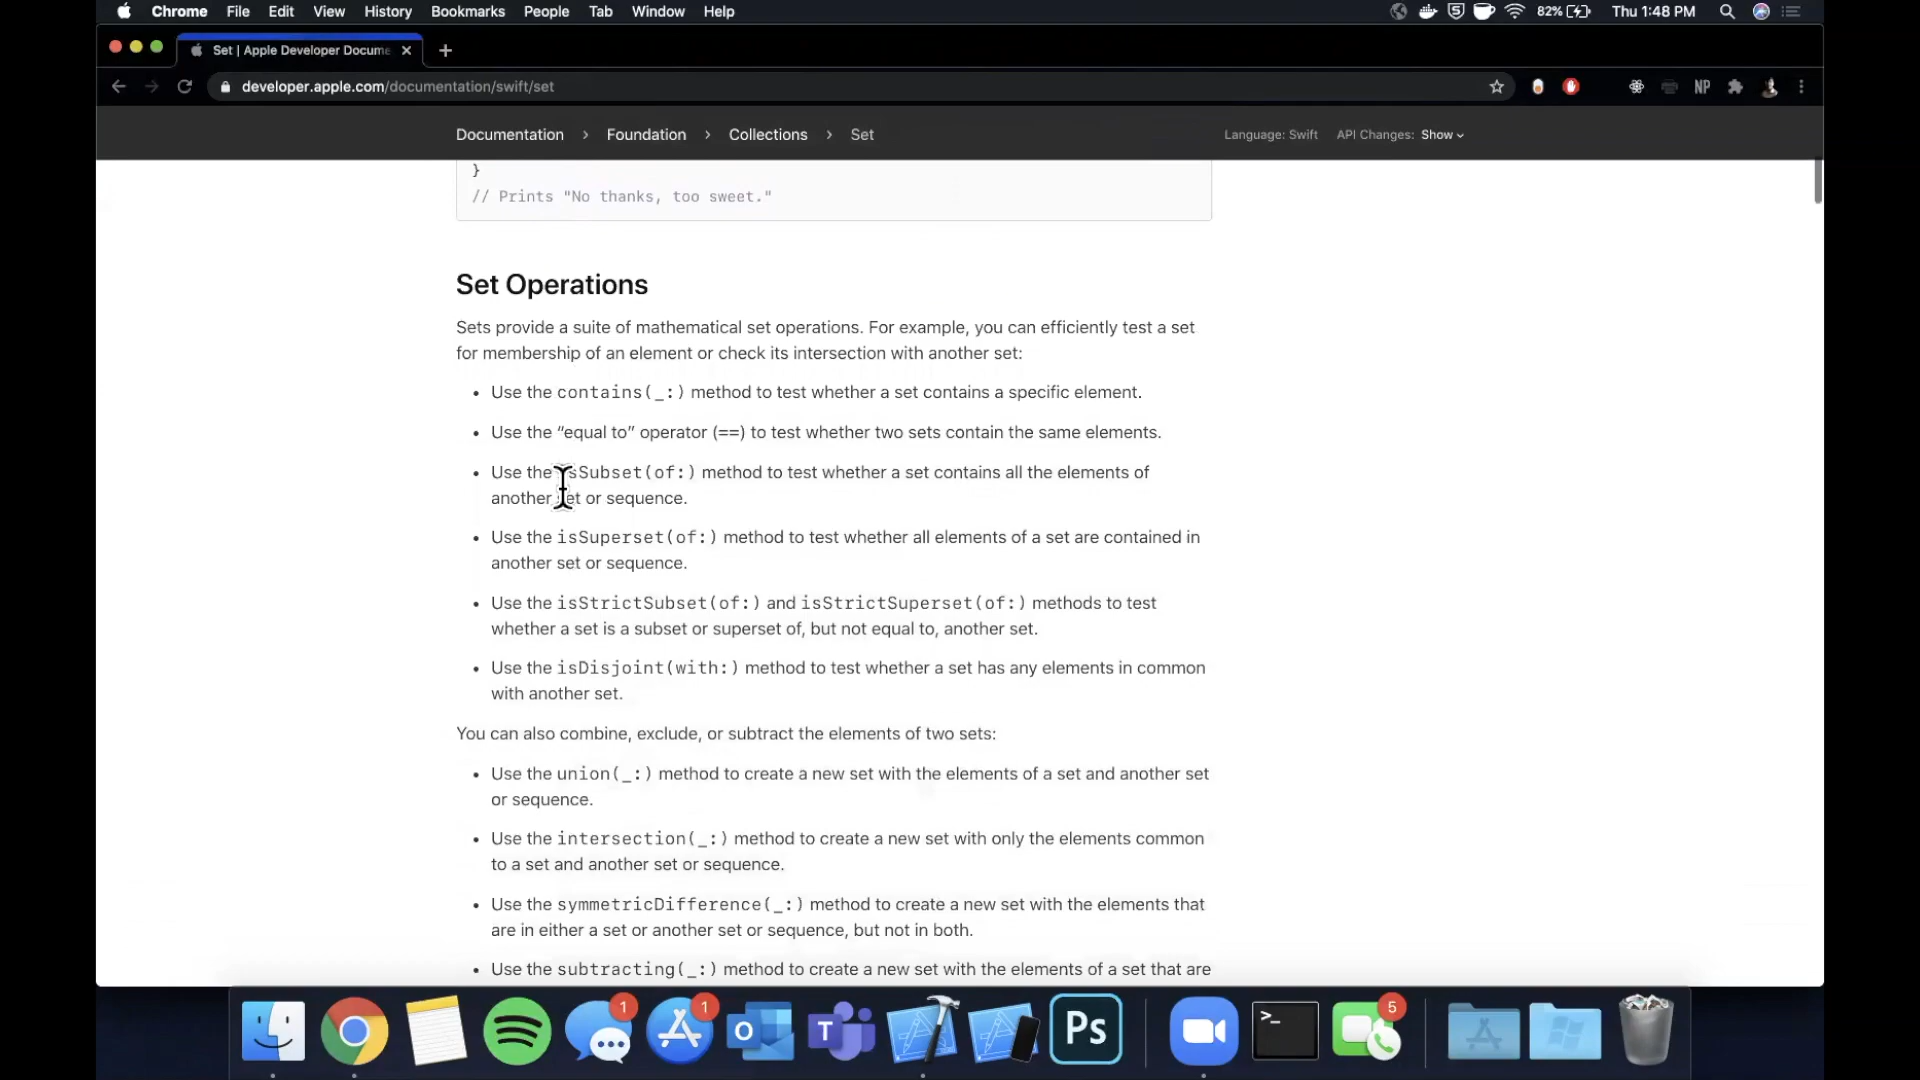 Chrome File Edit View History Bookmarks People Tab Window Help 82% Thu 1:48 PM
Set | Apple Developer Docume
developer.apple.com/documentation/swift/set NP
Documentation > Foundation > Collections > Set Language: Swift API Changes: Show
}
// Prints "No thanks, too sweet."
Set Operations
Sets provide a suite of mathematical set operations. For example, you can efficiently test a set
for membership of an element or check its intersection with another set:
• Use the contains(_:) method to test whether a set contains a specific element.
• Use the “equal to” operator (==) to test whether two sets contain the same elements.
• Use the isSubset(of:) method to test whether a set contains all the elements of
another set or sequence.
• Use the isSuperset(of:) method to test whether all elements of a set are contained in
another set or sequence.
• Use the isStrictSubset(of:) and isStrictSuperset(of:) methods to test
whether a set is a subset or superset of, but not equal to, another set.
• Use the isDisjoint(with:) method to test whether a set has any elements in common
with another set.
You can also combine, exclude, or subtract the elements of two sets:
• Use the union(_:) method to create a new set with the elements of a set and another set
or sequence.
• Use the intersection(_:) method to create a new set with only the elements common
to a set and another set or sequence.
• Use the symmetricDifference(_:) method to create a new set with the elements that
are in either a set or another set or sequence, but not in both.
• Use the subtracting(_:) method to create a new set with the elements of a set that are
1 1 O T Ps >_ 5